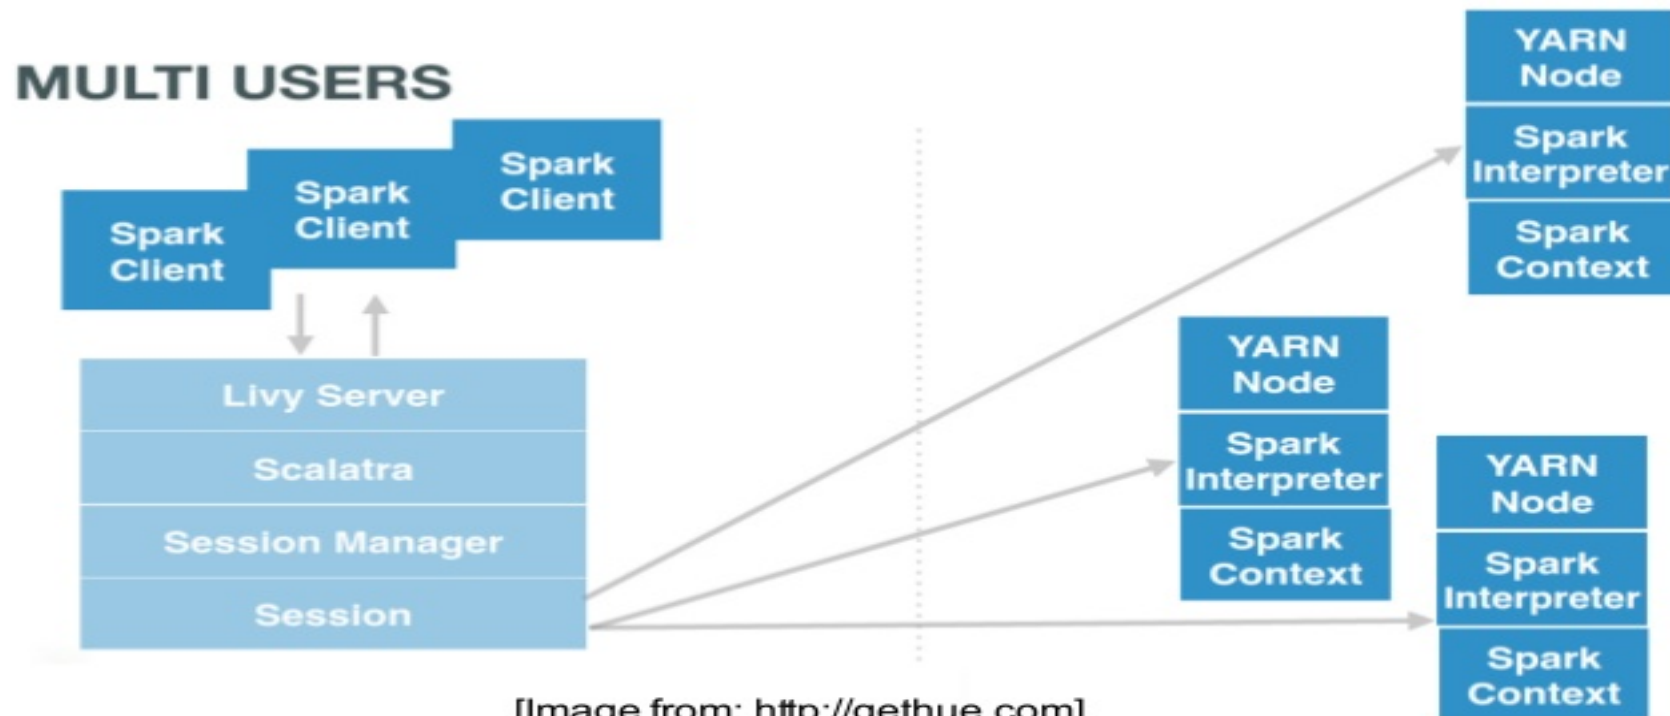 MULTI USERS
Spark
Client
Spark
Client
Spark
Client
Livy Server
Scalatra
Session Manager
Session
YARN
Node
Spark
Interpreter
Spark
Context
YARN
Node
Spark
Interpreter
Spark
Context
YARN
Node
Spark
Interpreter
Spark
Context
[Image from: http://gethue.com]